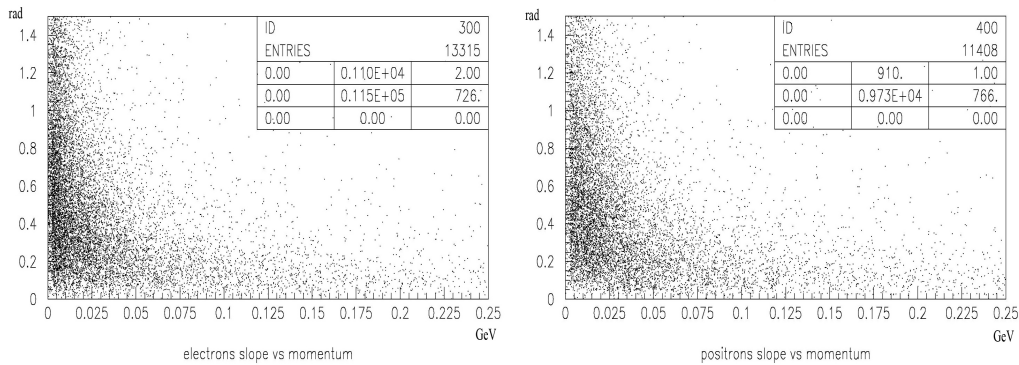 rad
ID 300
ENTRIES 13315
0.00 0.110E+04 2.00
0.00 0.115E+05 726.
0.00 0.00 0.00
1.4
1.2
1
0.8
0.6
0.4
0.2
0
0 0.025 0.05 0.075 0.1 0.125 0.15 0.175 0.2 0.225 0.25
GeV
electrons slope vs momentum
rad
ID 400
ENTRIES 11408
0.00 910. 1.00
0.00 0.973E+04 766.
0.00 0.00 0.00
1.4
1.2
1
0.8
0.6
0.4
0.2
0
0 0.025 0.05 0.075 0.1 0.125 0.15 0.175 0.2 0.225 0.25
GeV
positrons slope vs momentum